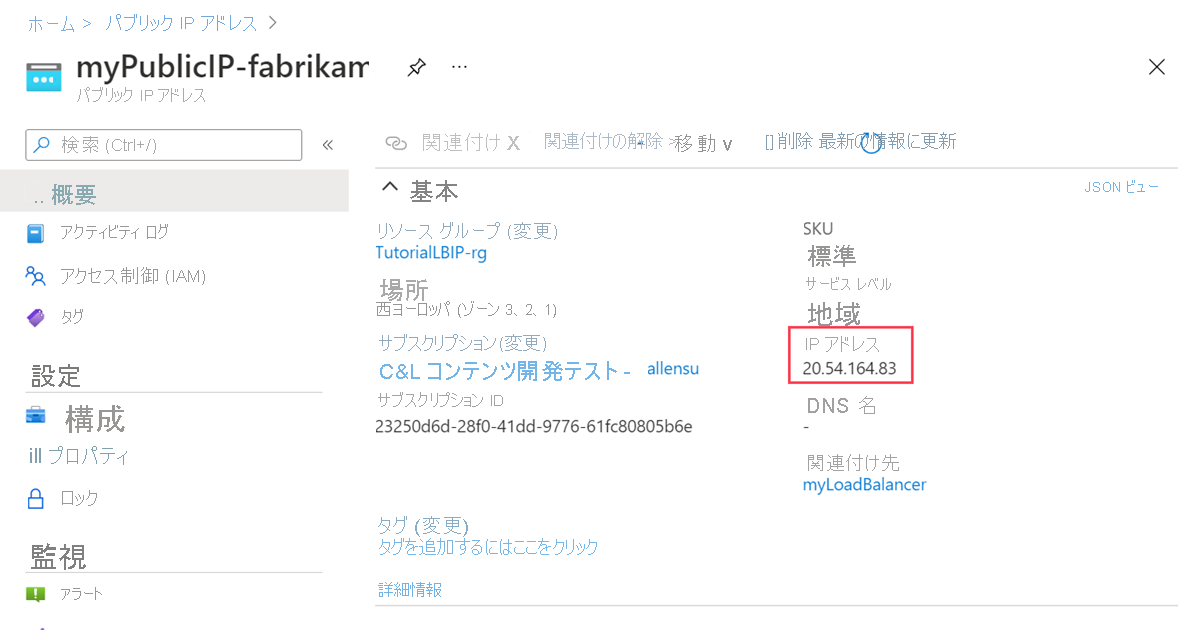 ホーム > パブリック IP アドレス >
myPublicIP-fabrikam
パブリック IP アドレス
検索 (Ctrl+/)
«
.. 概要
アクティビティ ログ
アクセス制御 (IAM)
タグ
設定
構成
ill プロパティ
ロック
監視
アラート
関連付け X 関連付けの解除 移動 v [] 削除 最新の情報に更新
基本
JSON ビュー
リソース グループ (変更)
TutorialLBIP-rg
場所
西ヨーロッパ (ゾーン 3、2、1)
サブスクリプション(変更)
C&L コンテンツ開発テスト - allensu
サブスクリプション ID
23250d6d-28f0-41dd-9776-61fc80805b6e
SKU
標準
サービス レベル
地域
IP アドレス
20.54.164.83
DNS 名
-
関連付け先
myLoadBalancer
タグ (変更)
タグを追加するにはここをクリック
詳細情報